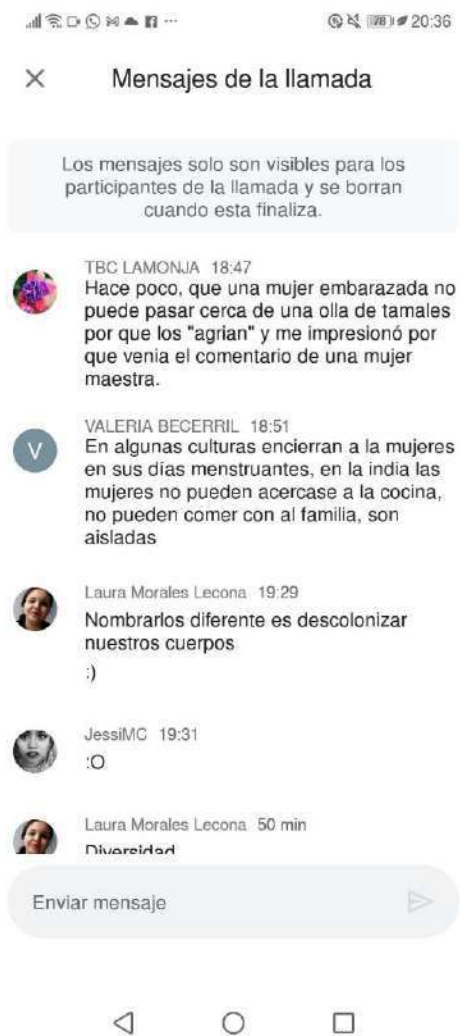 78 20:36
Mensajes de la llamada
Los mensajes solo son visibles para los
participantes de la llamada y se borran
cuando esta finaliza.
TBC LAMONJA 18:47
Hace poco, que una mujer embarazada no
puede pasar cerca de una olla de tamales
por que los "agrian" y me impresionó por
que venia el comentario de una mujer
maestra.
V
VALERIA BECERRIL 18:51
En algunas culturas encierran a la mujeres
en sus días menstruantes, en la india las
mujeres no pueden acercase a la cocina,
no pueden comer con al familia, son
aisladas
Laura Morales Lecona 19:29
Nombrarlos diferente es descolonizar
nuestros cuerpos
:)
JessiMC 19:31
:O
Laura Morales Lecona 50 min
Diversidad
Enviar mensaje